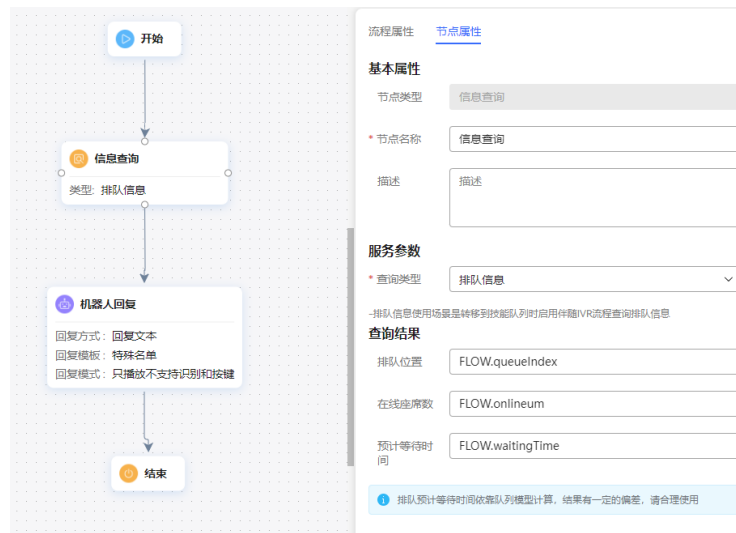 开始
信息查询
类型: 排队信息
机器人回复
回复方式: 回复文本
回复模板: 特殊名单
回复模式: 只播放不支持识别和按键
结束
流程属性 节点属性
基本属性
节点类型 信息查询
* 节点名称 信息查询
描述 描述
服务参数
* 查询类型 排队信息
-排队信息使用场景是转移到技能队列时启用伴随IVR流程查询排队信息
查询结果
排队位置 FLOW.queueIndex
在线座席数 FLOW.onlineum
预计等待时 FLOW.waitingTime
间
排队预计等待时间依靠队列模型计算，结果有一定的偏差，请合理使用